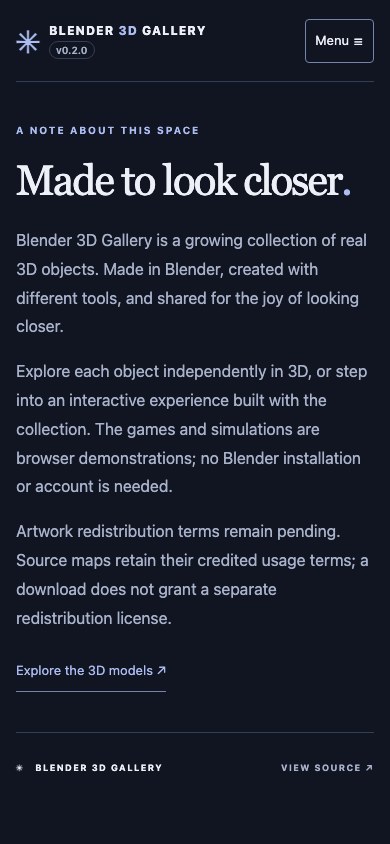 BLENDER 3D GALLERY
v0.2.0
Menu ≡
A NOTE ABOUT THIS SPACE
Made to look closer.
Blender 3D Gallery is a growing collection of real
3D objects. Made in Blender, created with
different tools, and shared for the joy of looking
closer.
Explore each object independently in 3D, or step
into an interactive experience built with the
collection. The games and simulations are
browser demonstrations; no Blender installation
or account is needed.
Artwork redistribution terms remain pending.
Source maps retain their credited usage terms; a
download does not grant a separate
redistribution license.
Explore the 3D models ↗
BLENDER 3D GALLERY
VIEW SOURCE ↗